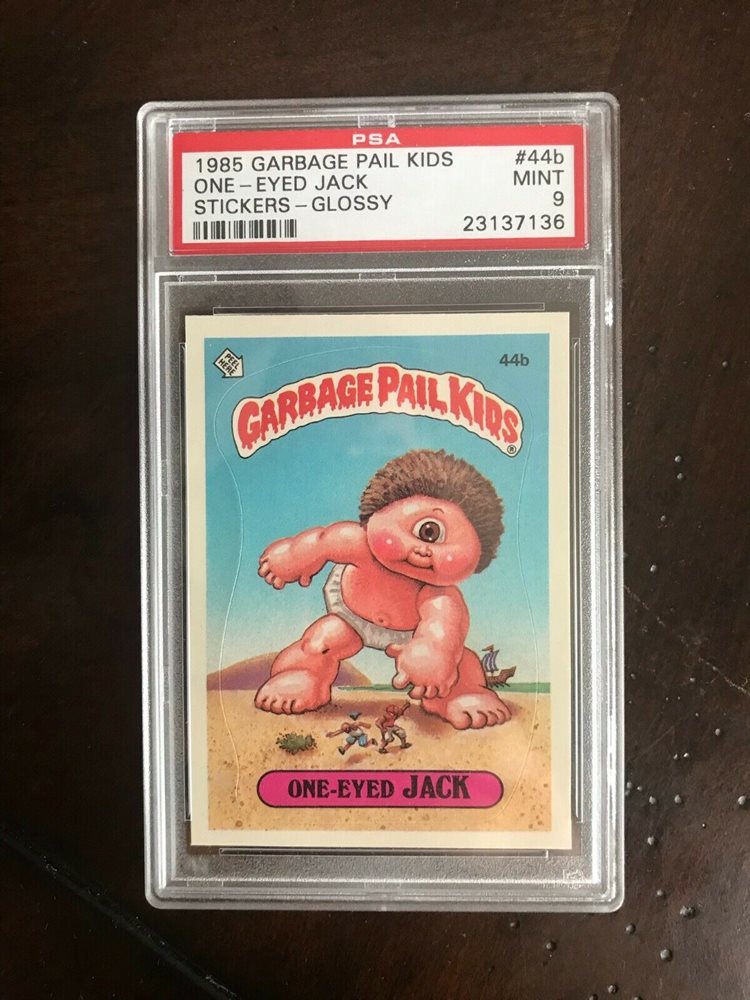 PSA
1985 GARBAGE PAIL KIDS #44b
ONE-EYED JACK MINT
STICKERS-GLOSSY 9
23137136
PEEL
HERE
44b
GARBAGE PAIL KIDS®
ONE-EYED JACK